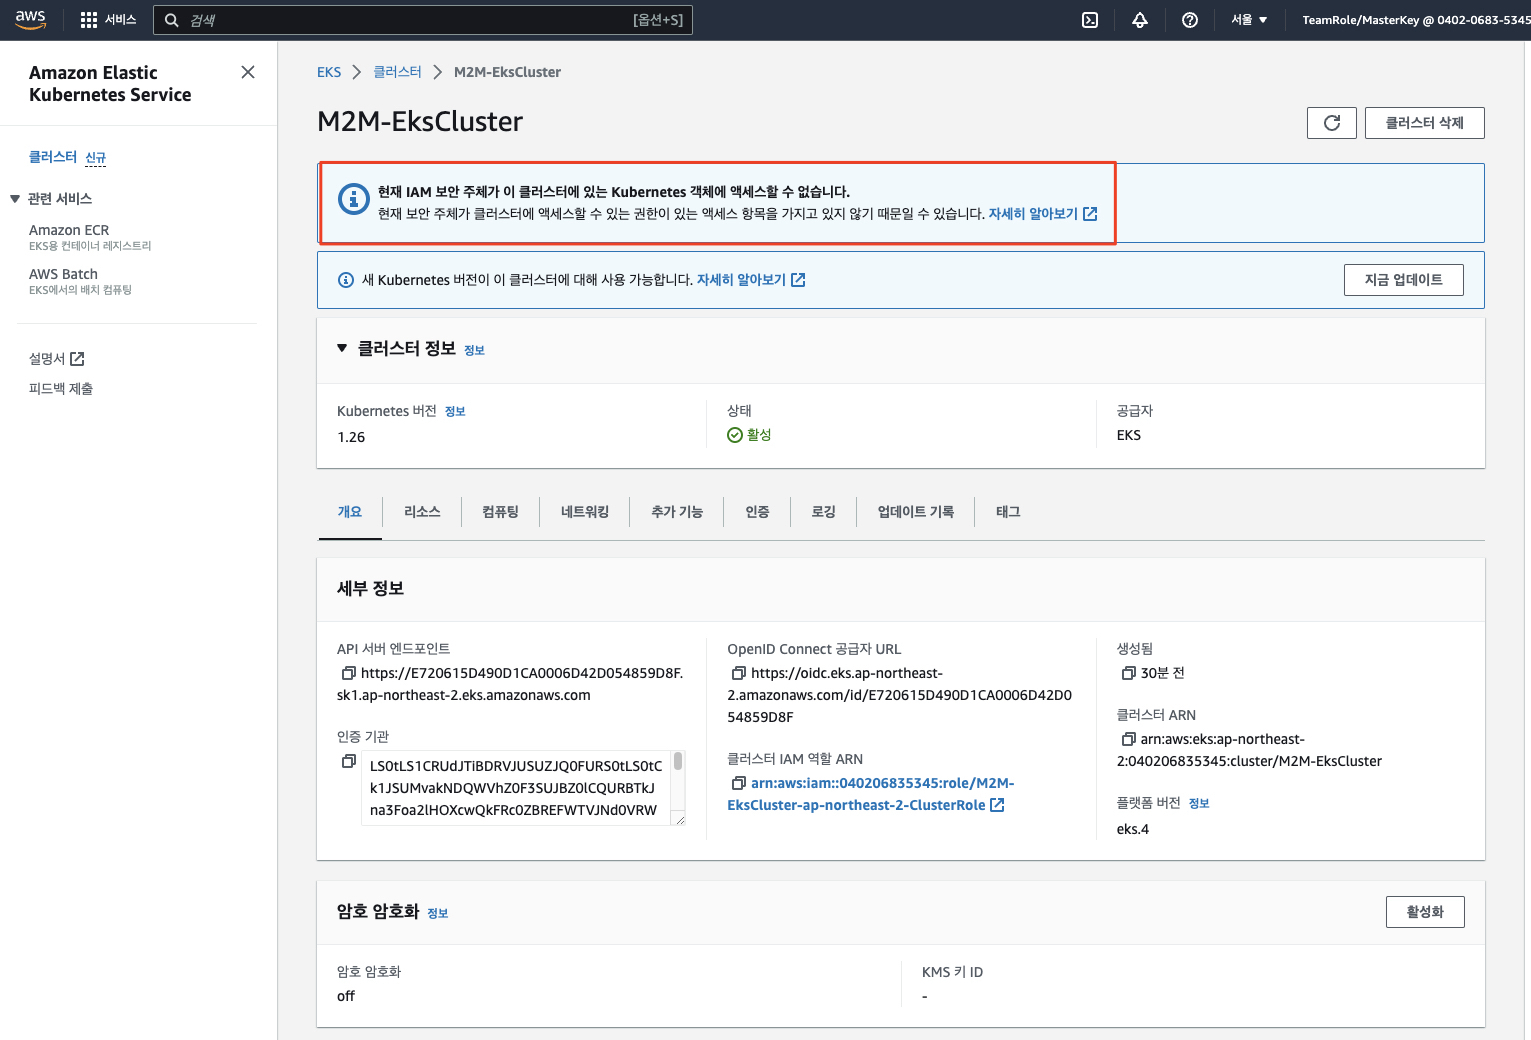 aws
서비스
검색
[옵션+S]
서울
TeamRole/MasterKey @ 0402-0683-5345
Amazon Elastic
Kubernetes Service
클러스터 신규
관련 서비스
Amazon ECR
EKS용 컨테이너 레지스트리
AWS Batch
EKS에서의 배치 컴퓨팅
설명서
피드백 제출
EKS
클러스터
M2M-EksCluster
M2M-EksCluster
클러스터 삭제
현재 IAM 보안 주체가 이 클러스터에 있는 Kubernetes 객체에 액세스할 수 없습니다.
현재 보안 주체가 클러스터에 액세스할 수 있는 권한이 있는 액세스 항목을 가지고 있지 않기 때문일 수 있습니다. 자세히 알아보기
새 Kubernetes 버전이 이 클러스터에 대해 사용 가능합니다. 자세히 알아보기
지금 업데이트
클러스터 정보 정보
Kubernetes 버전 정보
1.26
상태
활성
공급자
EKS
개요
리소스
컴퓨팅
네트워킹
추가 기능
인증
로깅
업데이트 기록
태그
세부 정보
API 서버 엔드포인트
https://E720615D490D1CA0006D42D054859D8F.
sk1.ap-northeast-2.eks.amazonaws.com
인증 기관
LS0tLS1CRUdJTiBDRVJUSUZJQ0FURS0tLS0tC
k1JSUMvakNDQWVhZ0F3SUJBZ0lCQURBTkJ
na3Foa2lHOXcwQkFRc0ZBREFWTVJNd0VRW
OpenID Connect 공급자 URL
https://oidc.eks.ap-northeast-
2.amazonaws.com/id/E720615D490D1CA0006D42D0
54859D8F
클러스터 IAM 역할 ARN
arn:aws:iam::040206835345:role/M2M-
EksCluster-ap-northeast-2-ClusterRole
생성됨
30분 전
클러스터 ARN
arn:aws:eks:ap-northeast-
2:040206835345:cluster/M2M-EksCluster
플랫폼 버전 정보
eks.4
암호 암호화 정보
활성화
암호 암호화
off
KMS 키 ID
-